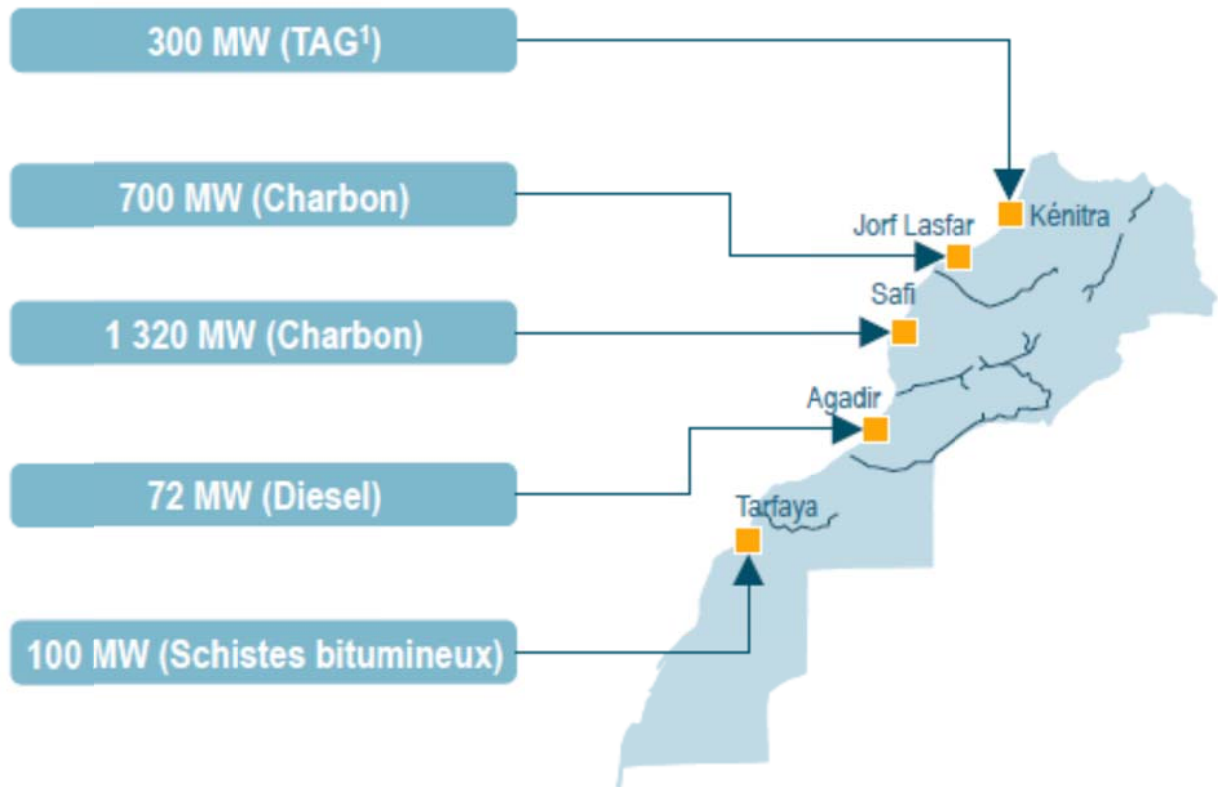 300 MW (TAG¹)
700 MW (Charbon)
Jorf Lasfar
Kénitra
Safi
1 320 MW (Charbon)
Agadir
72 MW (Diesel)
Tarfaya
100 MW (Schistes bitumineux)